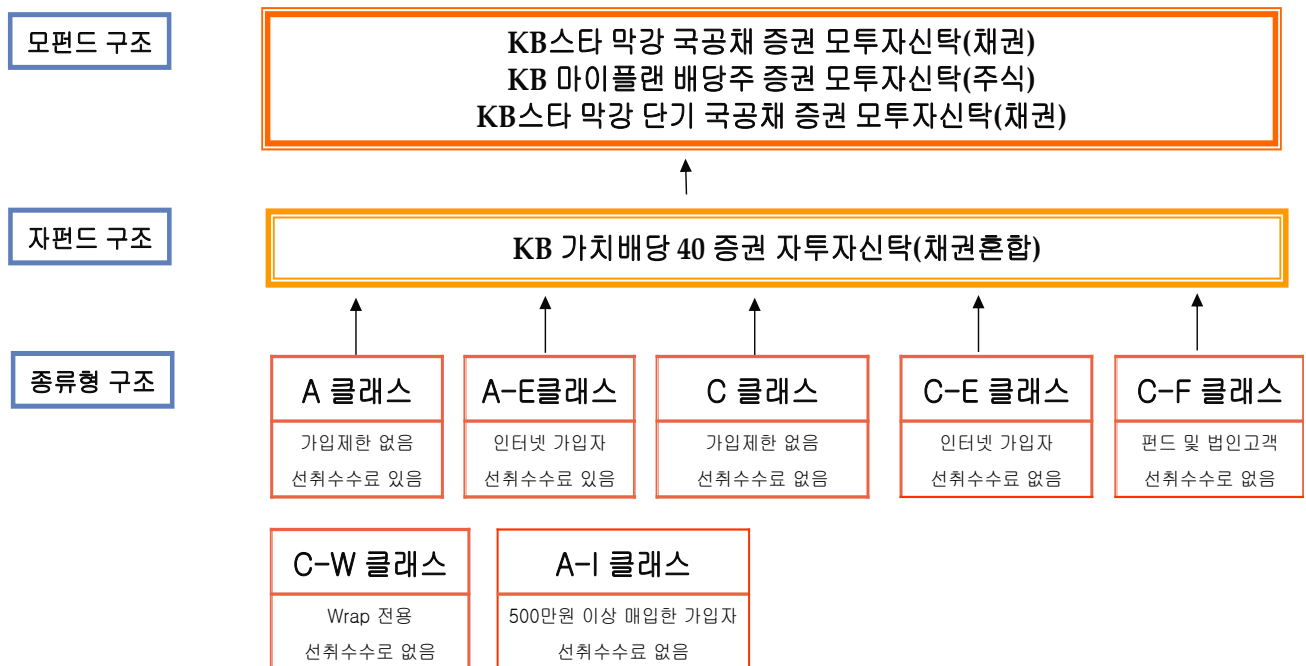 모펀드 구조
KB스타 막강 국공채 증권 모투자신탁(채권)
KB 마이플랜 배당주 증권 모투자신탁(주식)
KB스타 막강 단기 국공채 증권 모투자신탁(채권)
자펀드 구조
KB 가치배당 40 증권 자투자신탁(채권혼합)
종류형 구조
A 클래스
가입제한 없음
선취수수료 있음
A-E클래스
인터넷 가입자
선취수수료 있음
C 클래스
가입제한 없음
선취수수료 없음
C-E 클래스
인터넷 가입자
선취수수료 없음
C-F 클래스
펀드 및 법인고객
선취수수로 없음
C-W 클래스
Wrap 전용
선취수수로 없음
A-I 클래스
500만원 이상 매입한 가입자
선취수수료 없음